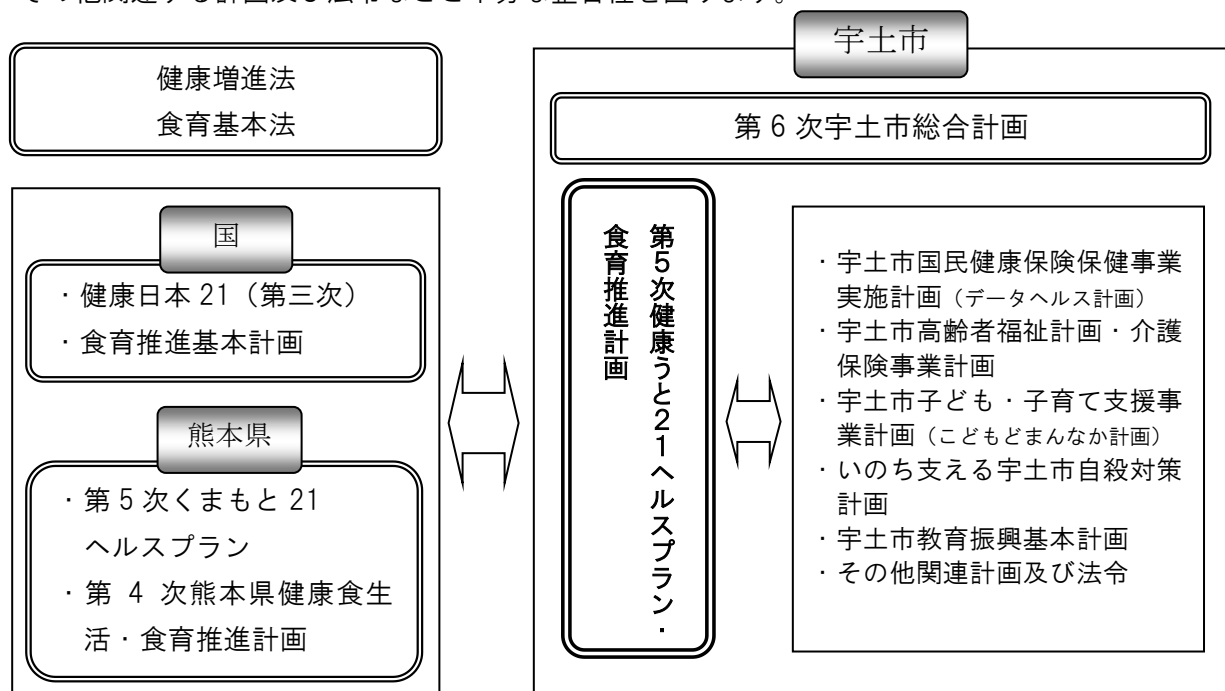 宇土市
健康増進法
食育基本法
第6次宇土市総合計画
国
・健康日本21（第三次）
・食育推進基本計画
熊本県
・第5次くまもと21
ヘルスプラン
・第4次熊本県健康食生
活・食育推進計画
第５次健康うと２１ヘルスプラン・
食育推進計画
・宇土市国民健康保険保健事業
実施計画（データヘルス計画）
・宇土市高齢者福祉計画・介護
保険事業計画
・宇土市子ども・子育て支援事
業計画（こどもどまんなか計画）
・いのち支える宇土市自殺対策
計画
・宇土市教育振興基本計画
・その他関連計画及び法令